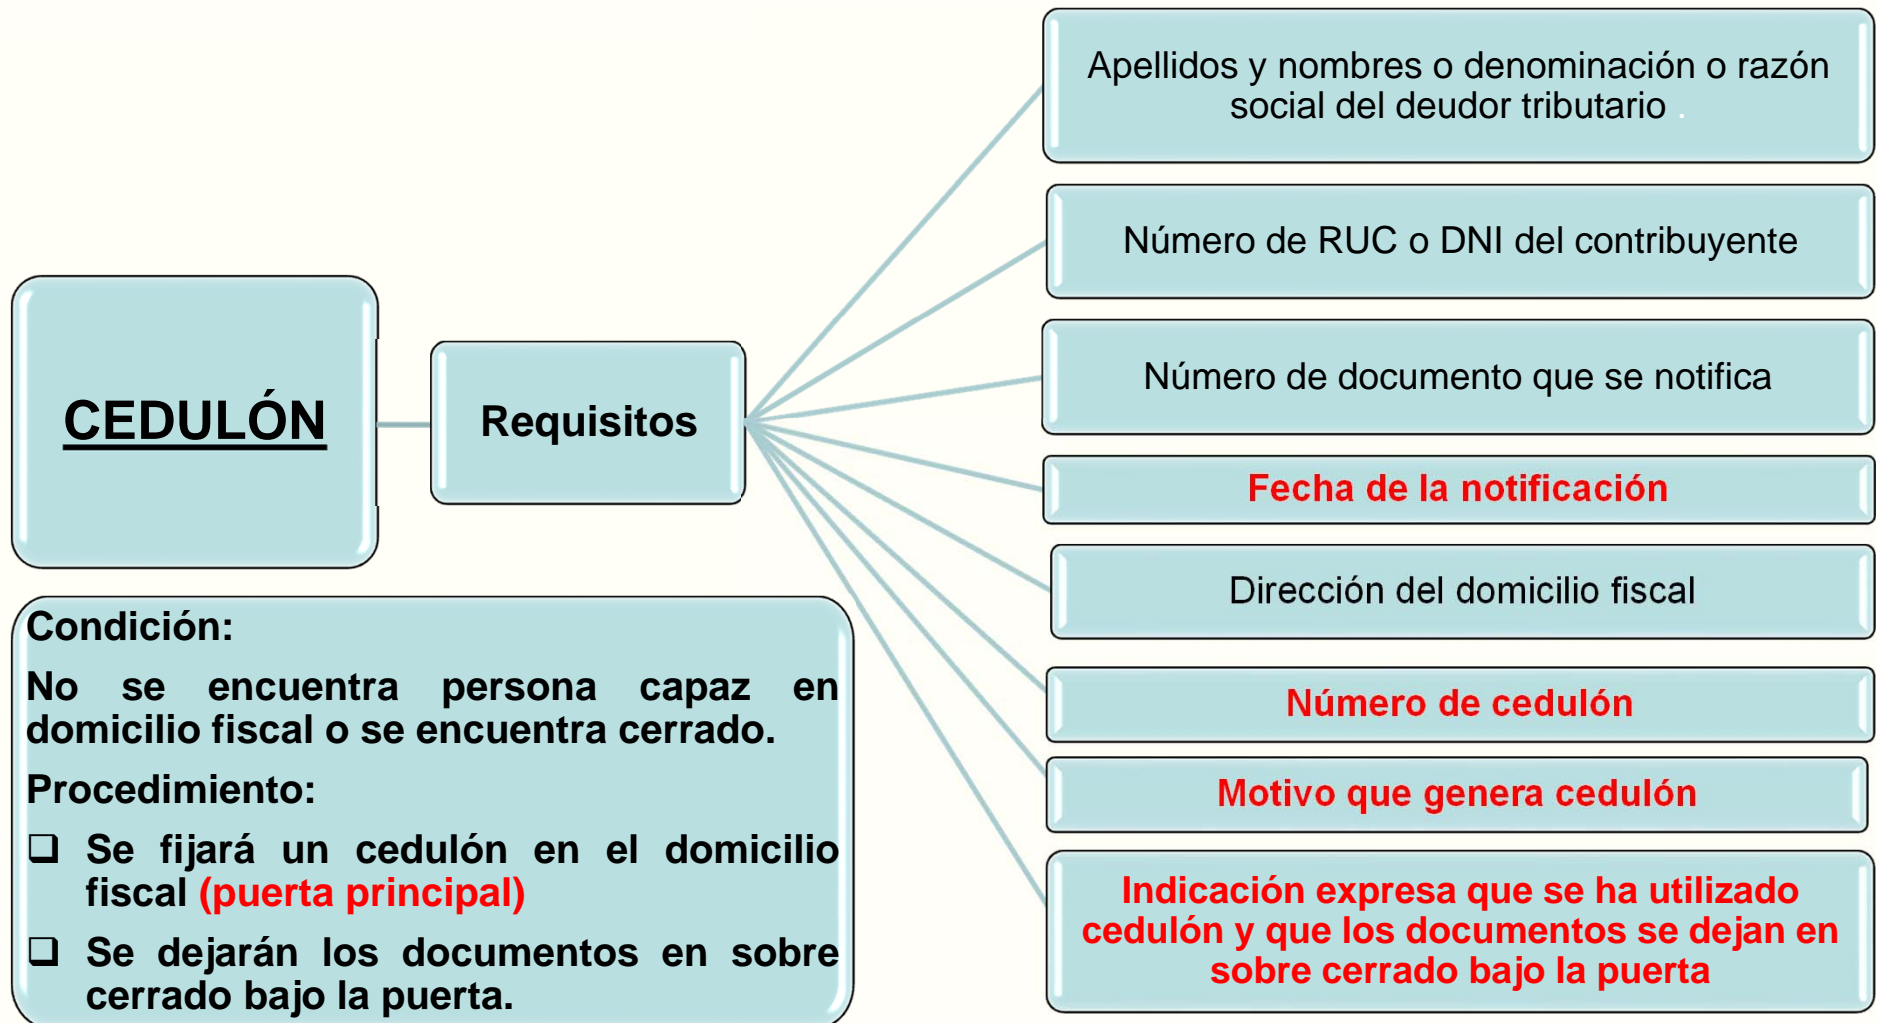 CEDULÓN
Requisitos
Apellidos y nombres o denominación o razón
social del deudor tributario .
Número de RUC o DNI del contribuyente
Número de documento que se notifica
Fecha de la notificación
Dirección del domicilio fiscal
Número de cedulón
Motivo que genera cedulón
Indicación expresa que se ha utilizado
cedulón y que los documentos se dejan en
sobre cerrado bajo la puerta
Condición:
No se encuentra persona capaz en
domicilio fiscal o se encuentra cerrado.
Procedimiento:
❑ Se fijará un cedulón en el domicilio
fiscal (puerta principal)
❑ Se dejarán los documentos en sobre
cerrado bajo la puerta.